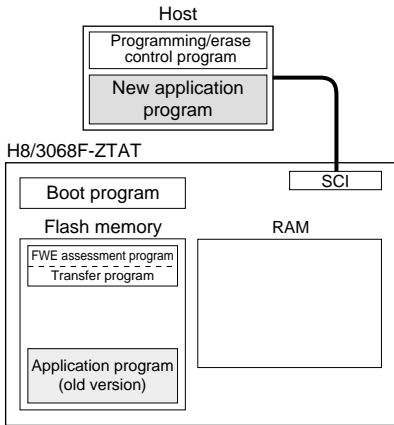 Host
Programming/erase
control program
New application
program
H8/3068F-ZTAT
SCI
Boot program
Flash memory
RAM
FWE assessment program
Transfer program
Application program
(old version)